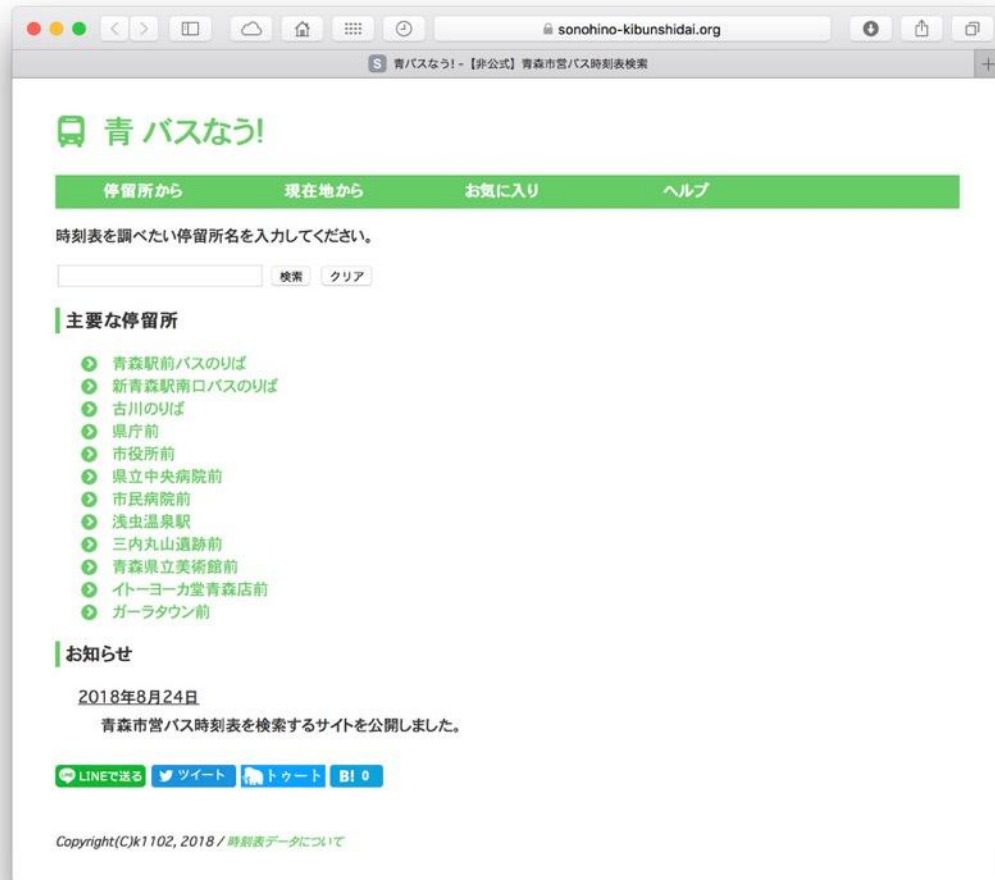 sonohino-kibunshidai.org
S 青バスなう! -【非公式】青森市営バス時刻表検索
青 バスなう!
停留所から 現在地から お気に入り ヘルプ
時刻表を調べたい停留所名を入力してください。
検索 クリア
主要な停留所
青森駅前バスのりば
新青森駅南口バスのりば
古川のりば
県庁前
市役所前
県立中央病院前
市民病院前
浅虫温泉駅
三内丸山遺跡前
青森県立美術館前
イトーヨーカ堂青森店前
ガーラタウン前
お知らせ
2018年8月24日
青森市営バス時刻表を検索するサイトを公開しました。
LINEで送る ツイート トゥート B! 0
Copyright(C)k1102, 2018 / 時刻表データについて